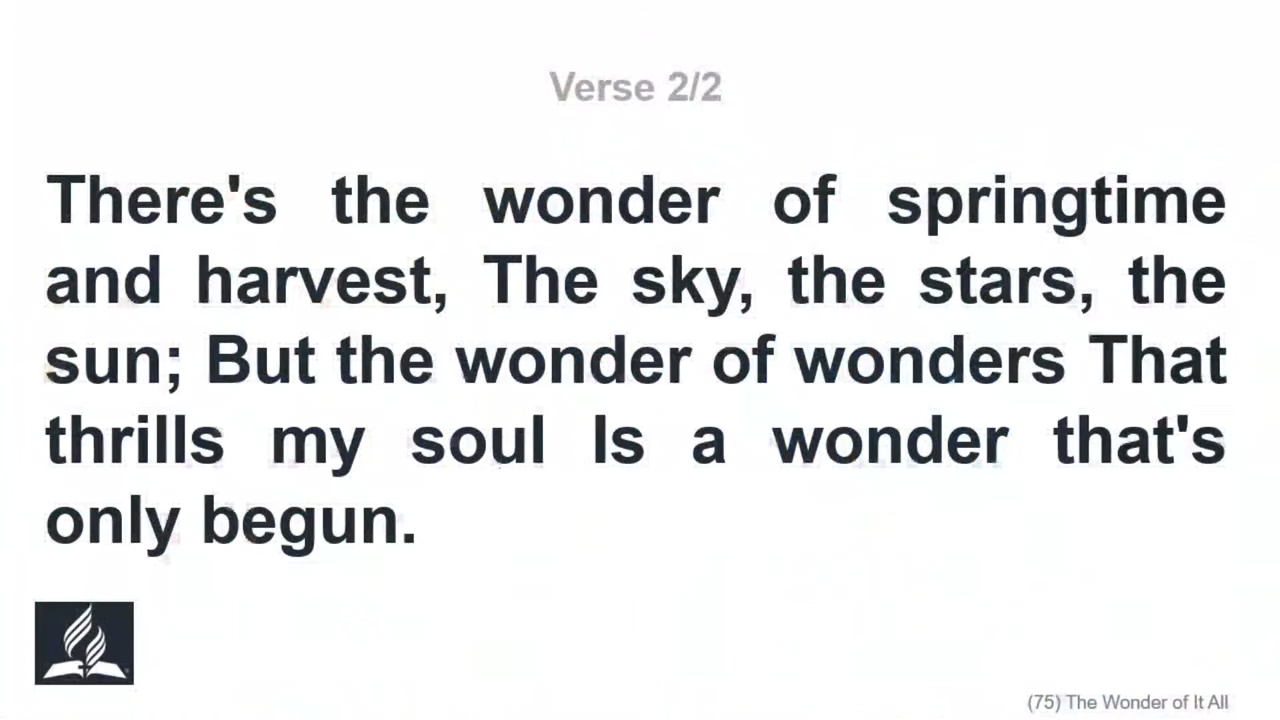 Verse 2/2
There's the wonder of springtime
and harvest, The sky, the stars, the
sun; But the wonder of wonders That
thrills my soul Is a wonder that's
only begun.
(75) The Wonder of It All